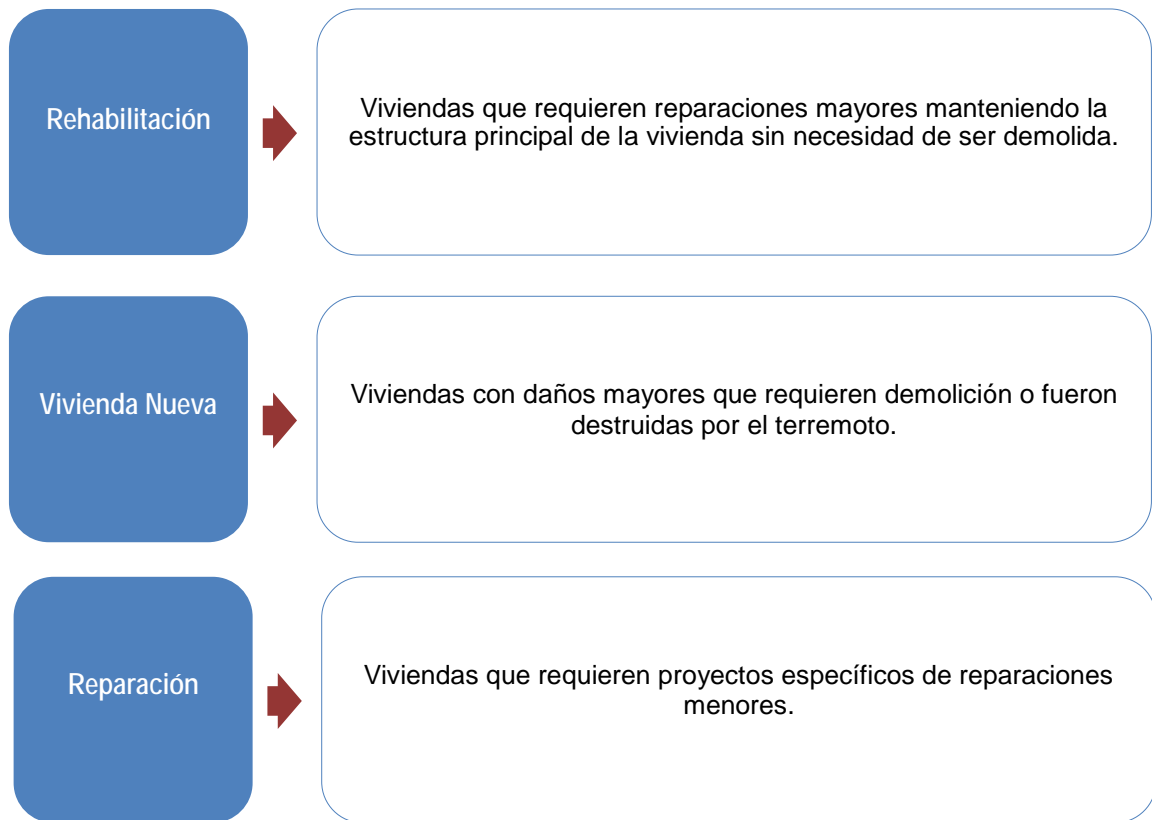 Rehabilitación
Viviendas que requieren reparaciones mayores manteniendo la
estructura principal de la vivienda sin necesidad de ser demolida.
Vivienda Nueva
Viviendas con daños mayores que requieren demolición o fueron
destruidas por el terremoto.
Reparación
Viviendas que requieren proyectos específicos de reparaciones
menores.